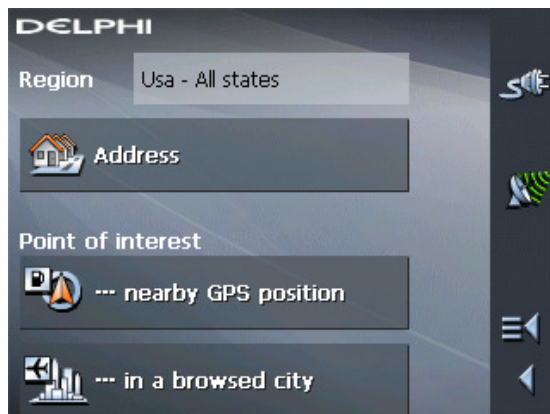 DELPHI
Region Usa - All states
Address
Point of interest
... nearby GPS position
... in a browsed city